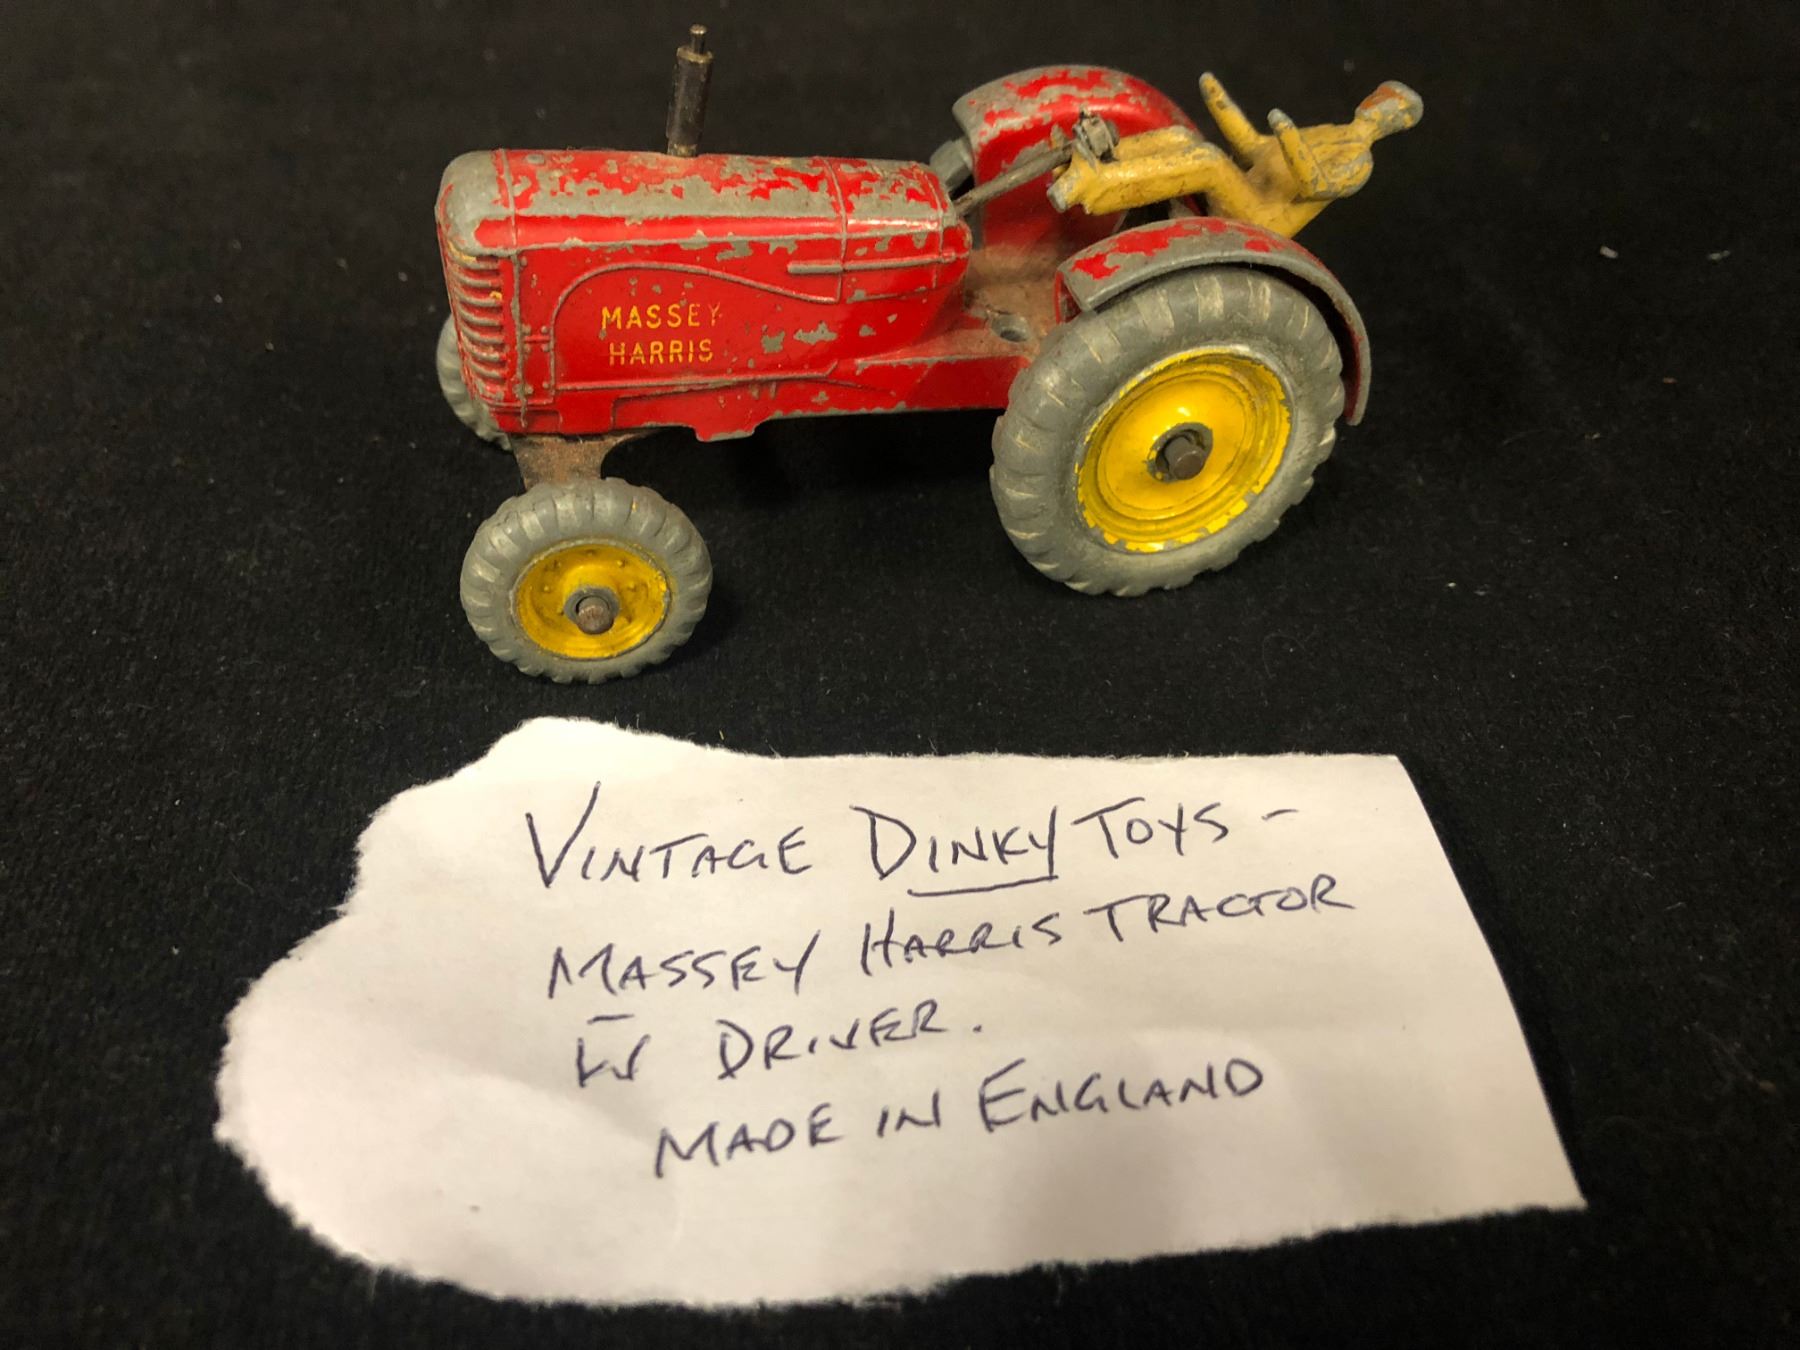 MASSEY
HARRIS
VINTAGE DINKY TOYS -
MASSEY HARRIS TRACTOR
W̅ DRIVER.
MADE IN ENGLAND